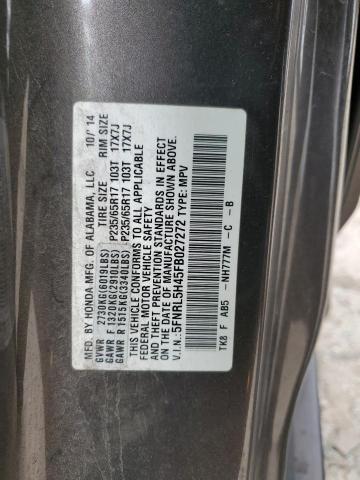 MFD BY HONDA MFG. OF ALABAMA, LLC 10/'14
GVWR 2730KG(6019LBS) TIRE SIZE RIM SIZE
GAWR F 1320KG(2910LBS) P235/65R17 103T 17X7J
GAWR R 1515KG(3340LBS) P235/65R17 103T 17X7J
THIS VEHICLE CONFORMS TO ALL APPLICABLE
FEDERAL MOTOR VEHICLE SAFETY
AND THEFT PREVENTION STANDARDS IN EFFECT
ON THE DATE OF MANUFACTURE SHOWN ABOVE.
V.I.N.: 5FNRL5H45FB027272 TYPE: MPV
TK8 F AB5 -NH777M -C -B